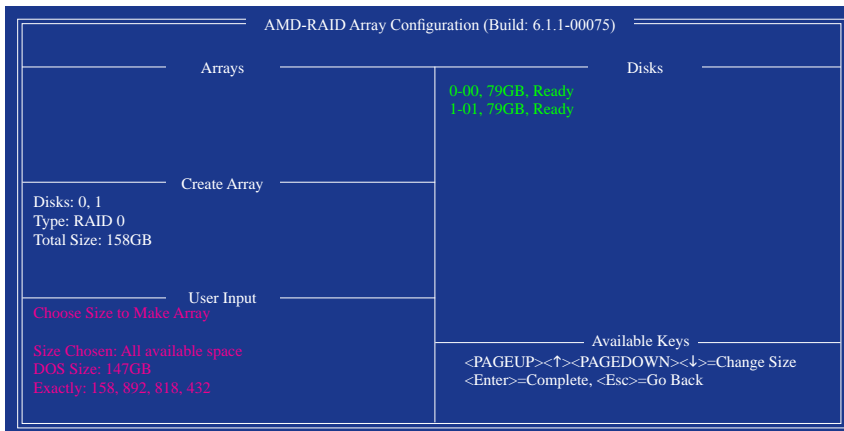 AMD-RAID Array Configuration (Build: 6.1.1-00075)
Arrays
Disks
0-00, 79GB, Ready
1-01, 79GB, Ready
Create Array
Disks: 0, 1
Type: RAID 0
Total Size: 158GB
User Input
Choose Size to Make Array
Size Chosen: All available space
DOS Size: 147GB
Exactly: 158, 892, 818, 432
Available Keys
<PAGEUP><↑><PAGEDOWN><↓>=Change Size
<Enter>=Complete, <Esc>=Go Back